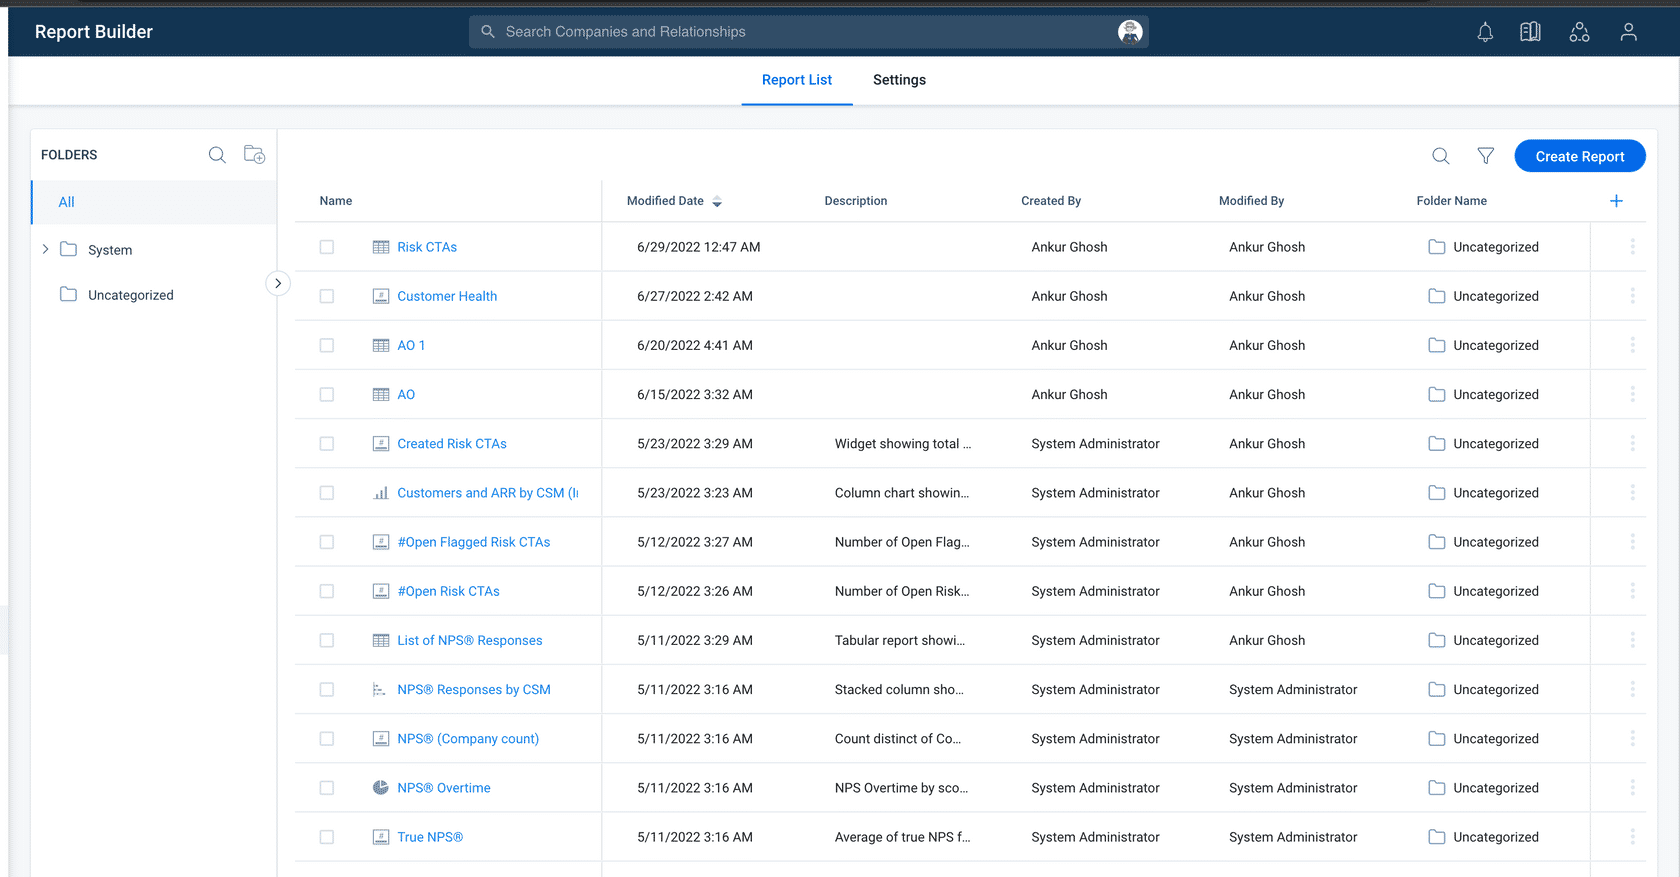 Report Builder
Search Companies and Relationships
Report List Settings
FOLDERS
Create Report
All
System
Uncategorized
Name Modified Date Description Created By Modified By Folder Name
Risk CTAs 6/29/2022 12:47 AM Ankur Ghosh Ankur Ghosh Uncategorized
Customer Health 6/27/2022 2:42 AM Ankur Ghosh Ankur Ghosh Uncategorized
AO 1 6/20/2022 4:41 AM Ankur Ghosh Ankur Ghosh Uncategorized
AO 6/15/2022 3:32 AM Ankur Ghosh Ankur Ghosh Uncategorized
Created Risk CTAs 5/23/2022 3:29 AM Widget showing total ... System Administrator Ankur Ghosh Uncategorized
Customers and ARR by CSM (I 5/23/2022 3:23 AM Column chart showin... System Administrator Ankur Ghosh Uncategorized
#Open Flagged Risk CTAs 5/12/2022 3:27 AM Number of Open Flag... System Administrator Ankur Ghosh Uncategorized
#Open Risk CTAs 5/12/2022 3:26 AM Number of Open Risk... System Administrator Ankur Ghosh Uncategorized
List of NPS® Responses 5/11/2022 3:29 AM Tabular report showi... System Administrator Ankur Ghosh Uncategorized
NPS® Responses by CSM 5/11/2022 3:16 AM Stacked column sho... System Administrator System Administrator Uncategorized
NPS® (Company count) 5/11/2022 3:16 AM Count distinct of Co... System Administrator System Administrator Uncategorized
NPS® Overtime 5/11/2022 3:16 AM NPS Overtime by sco... System Administrator System Administrator Uncategorized
True NPS® 5/11/2022 3:16 AM Average of true NPS f... System Administrator System Administrator Uncategorized